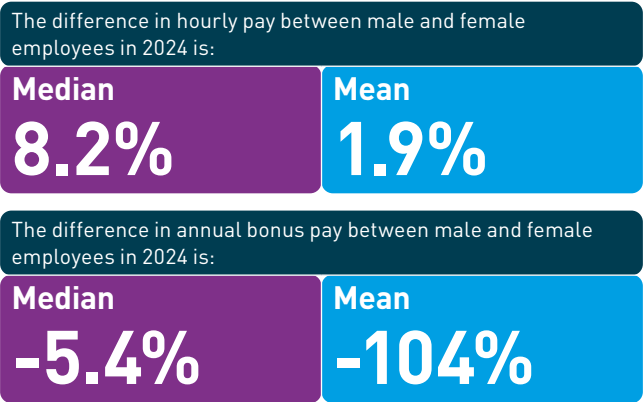 The difference in hourly pay between male and female
employees in 2024 is:
Median
8.2%
Mean
1.9%
The difference in annual bonus pay between male and female
employees in 2024 is:
Median
-5.4%
Mean
-104%